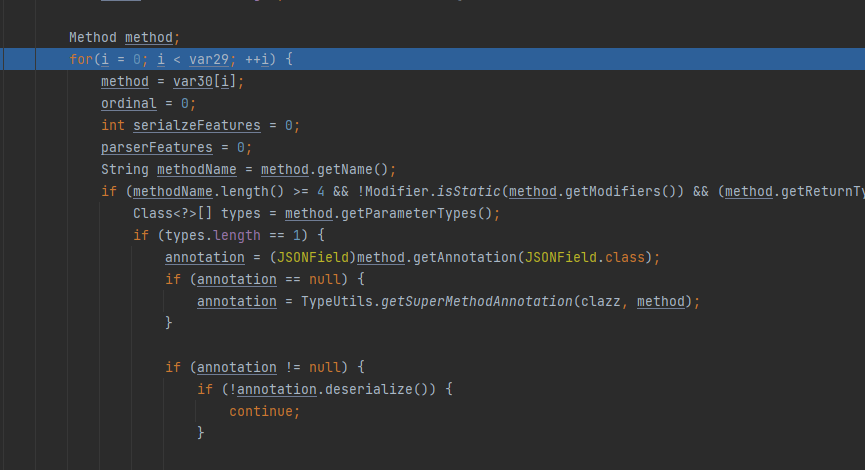 Method method;
for(i = 0; i < var29; ++i) {
method = var30[i];
ordinal = 0;
int serialzeFeatures = 0;
parserFeatures = 0;
String methodName = method.getName();
if (methodName.length() >= 4 && !Modifier.isStatic(method.getModifiers()) && (method.getReturnTy
Class<?>[] types = method.getParameterTypes();
if (types.length == 1) {
annotation = (JSONField)method.getAnnotation(JSONField.class);
if (annotation == null) {
annotation = TypeUtils.getSuperMethodAnnotation(clazz, method);
}
if (annotation != null) {
if (!annotation.deserialize()) {
continue;
}